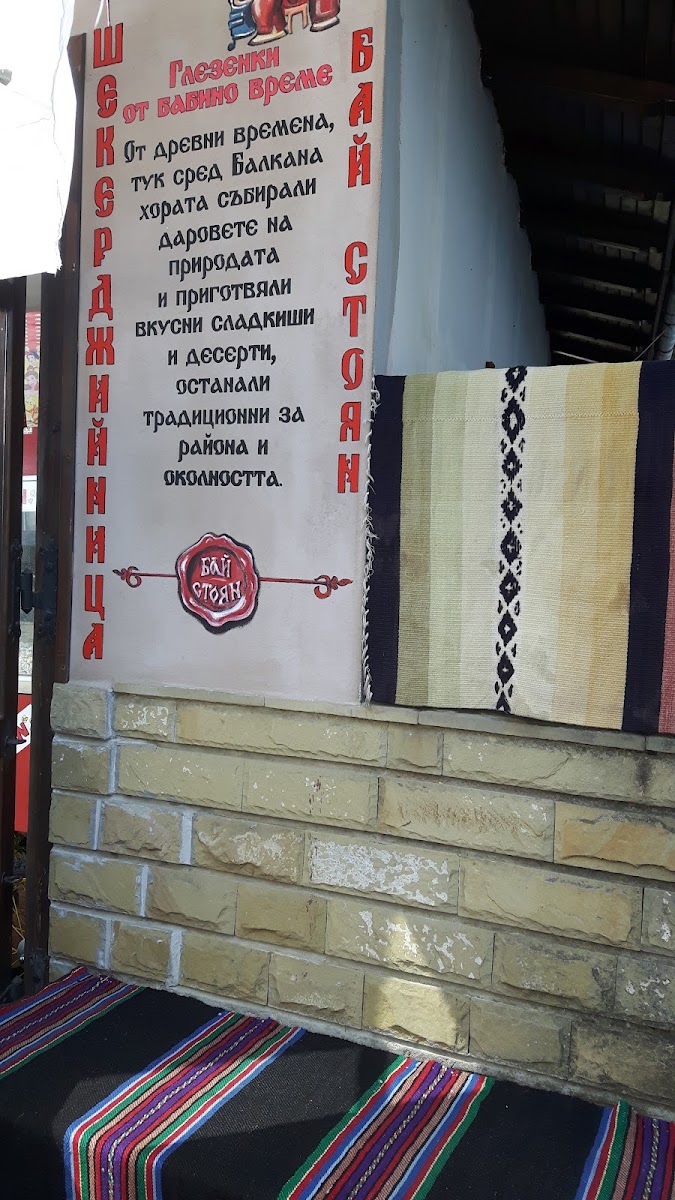 ШЕКЕРДЖИЙНИЦА
БАЙ СТОЯН
Глезенки
от бабино време
От древни времена,
тук сред Балкана
хората събирали
даровете на
природата
и приготвяли
вкусни сладкиши
и десерти,
останали
традиционни за
района и
околността.
БАЙ
СТОЯН